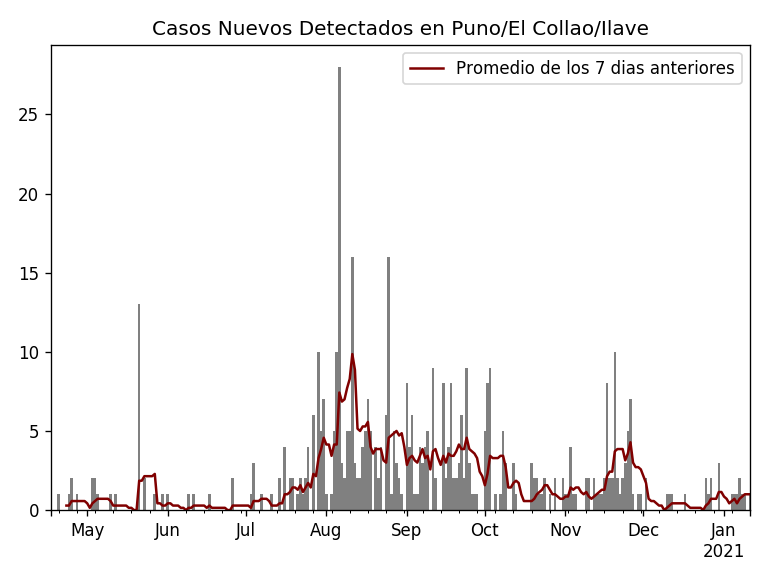 Casos Nuevos Detectados en Puno/El Collao/Ilave
Promedio de los 7 dias anteriores
25
20
15
10
5
0
May Jun Jul Aug Sep Oct Nov Dec Jan
2021